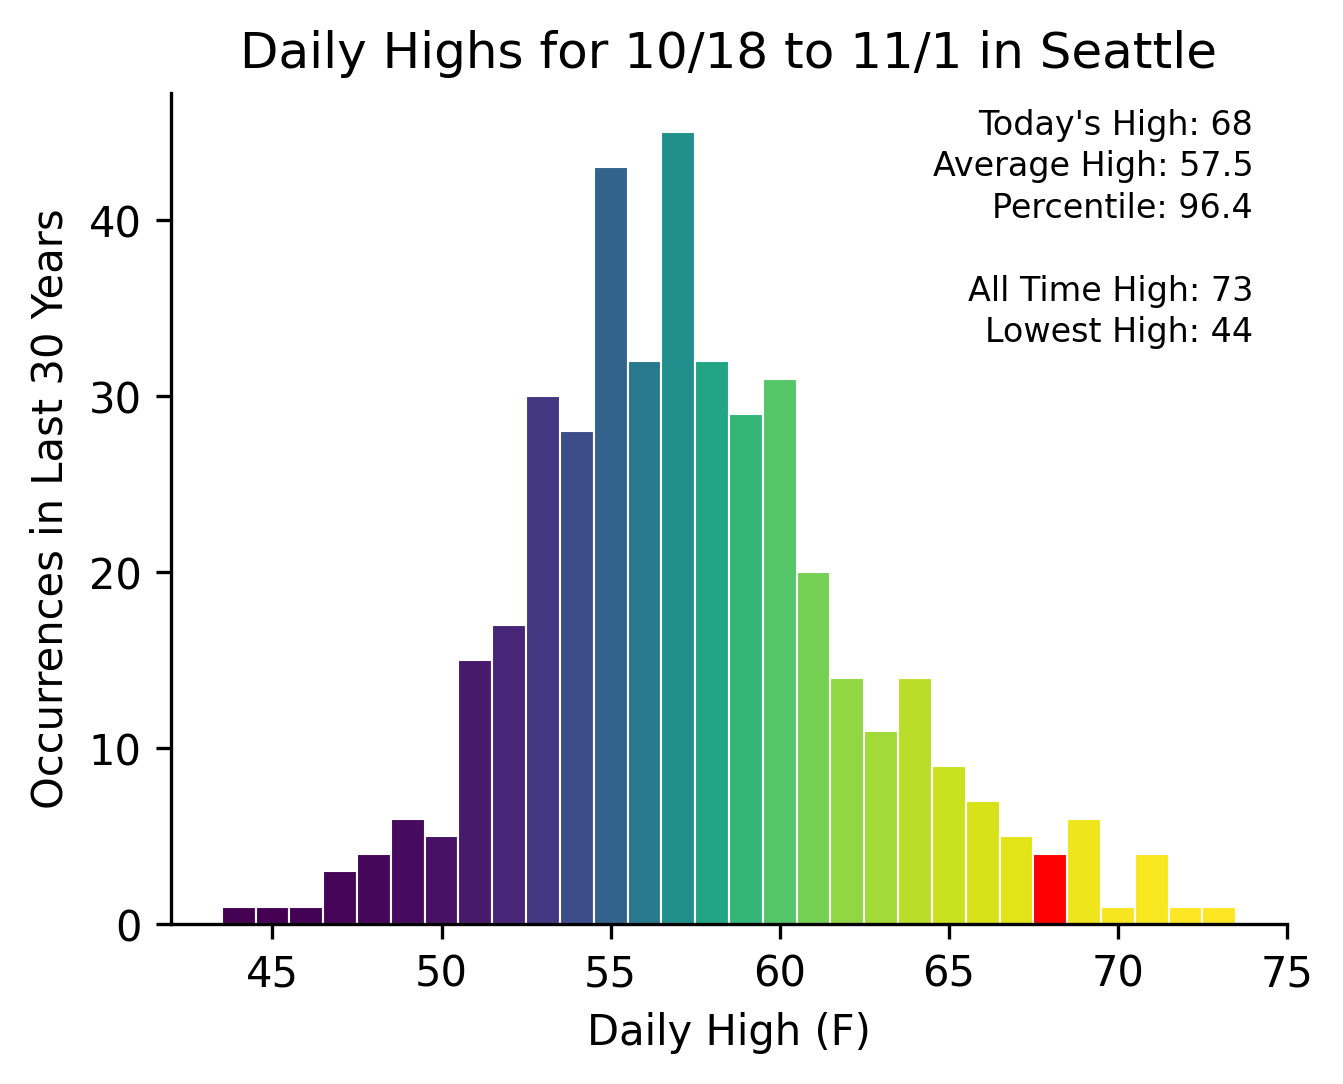 Daily Highs for 10/18 to 11/1 in Seattle
Today's High: 68
Average High: 57.5
Percentile: 96.4
All Time High: 73
Lowest High: 44
Occurrences in Last 30 Years
40
30
20
10
0
45 50 55 60 65 70 75
Daily High (F)